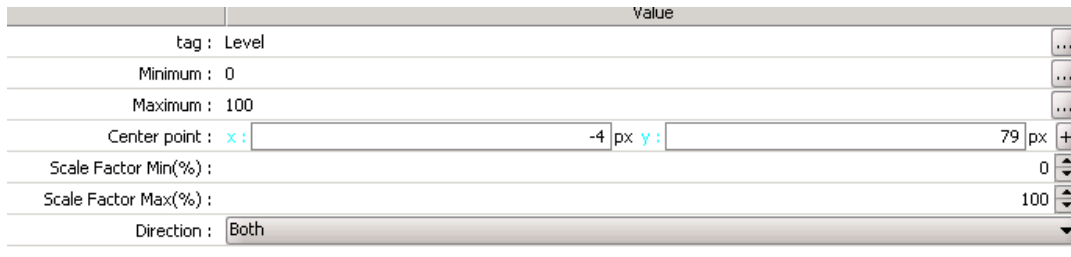 Value
tag : Level ...
Minimum : 0 ...
Maximum : 100 ...
Center point : x : -4 px y : 79 px +
Scale Factor Min(%) : 0
Scale Factor Max(%) : 100
Direction : Both